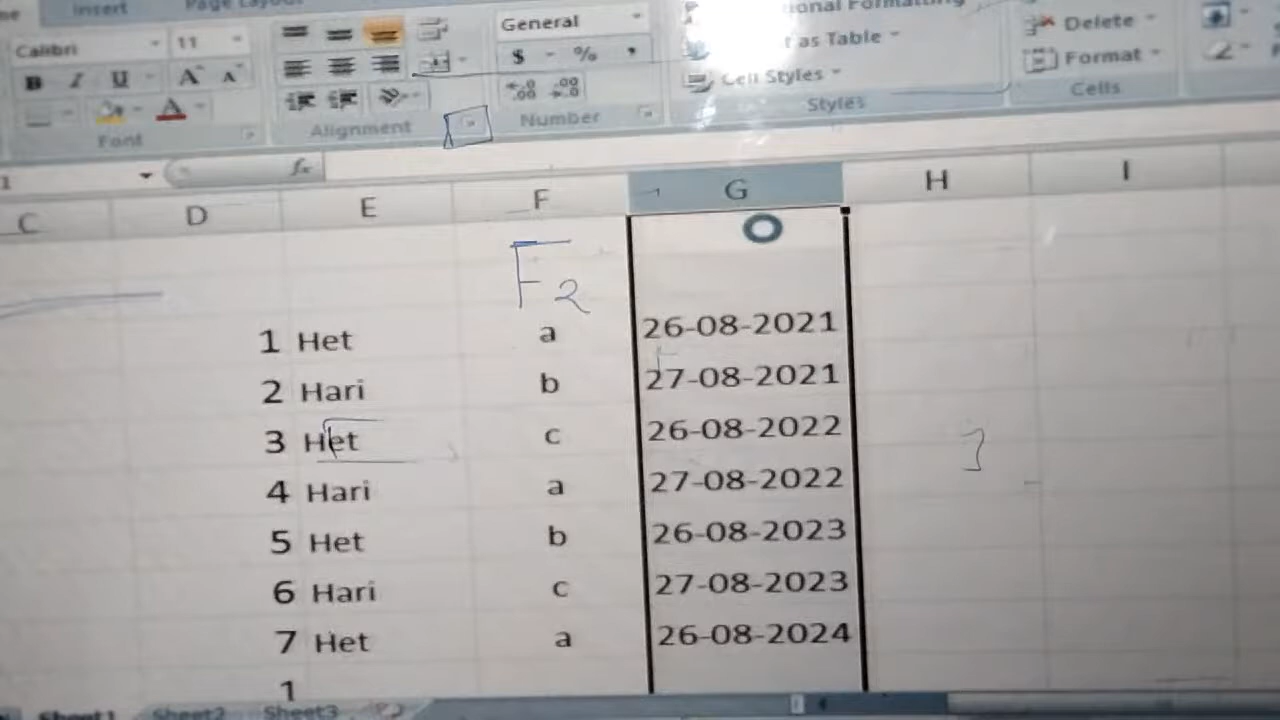 Insert Page Layout
Calibri 11 General
B I U A A $ % , as Table Delete
Cell Styles Format
Font Alignment Number Styles Cells
fx
C D E F G H I
F2
1 Het a 26-08-2021
2 Hari b 27-08-2021
3 Het c 26-08-2022
4 Hari a 27-08-2022
5 Het b 26-08-2023
6 Hari c 27-08-2023
7 Het a 26-08-2024
1
Sheet1 Sheet2 Sheet3